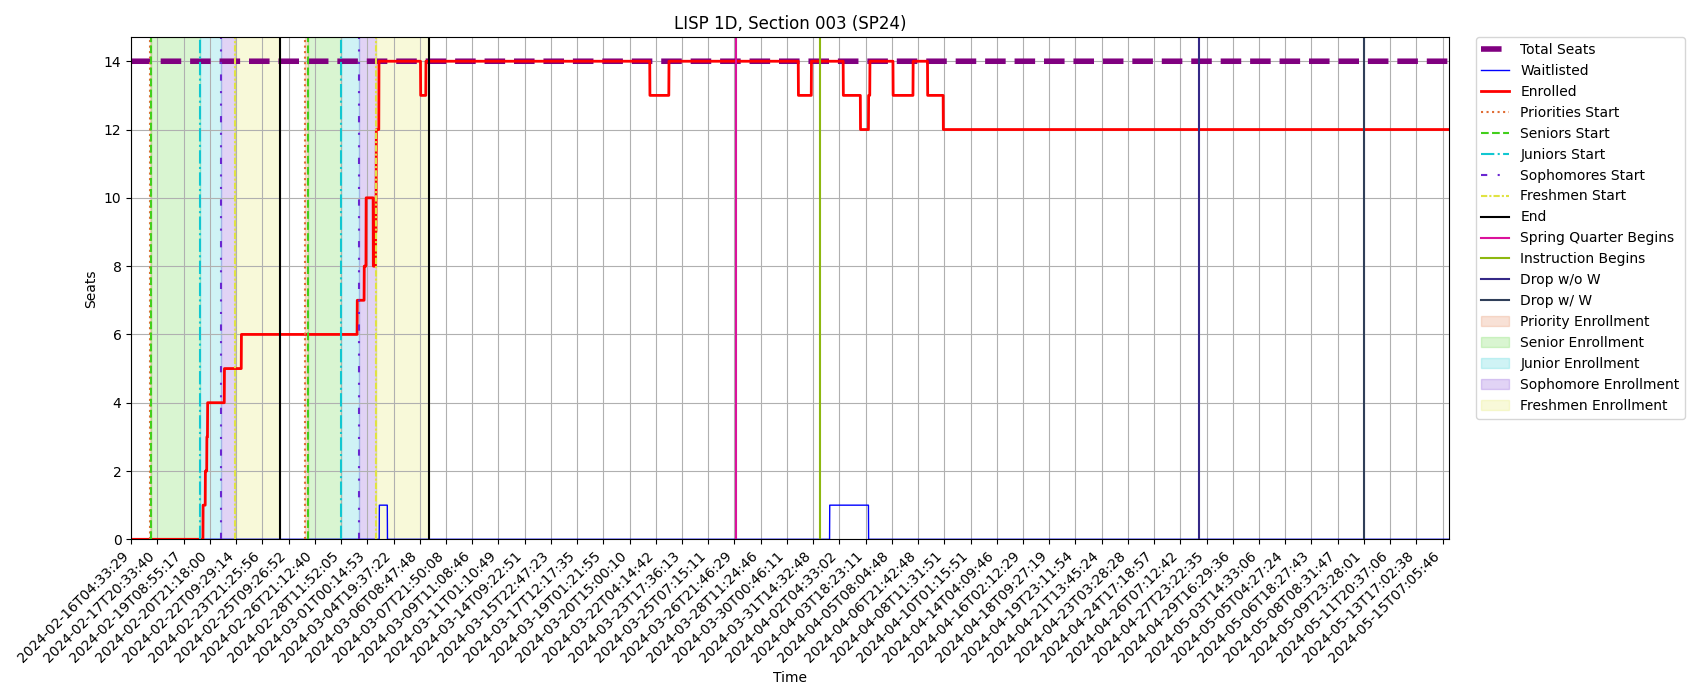 LISP 1D, Section 003 (SP24)
Seats
14
12
10
8
6
4
2
0
2024-02-16T04:33:29
2024-02-17T20:33:40
2024-02-19T08:55:17
2024-02-20T21:18:00
2024-02-22T09:29:14
2024-02-23T21:25:56
2024-02-25T09:26:52
2024-02-26T21:12:40
2024-02-28T11:52:05
2024-03-01T00:14:53
2024-03-04T19:37:22
2024-03-06T08:47:48
2024-03-07T21:50:08
2024-03-09T11:08:46
2024-03-11T01:10:49
2024-03-14T09:22:51
2024-03-15T22:47:23
2024-03-17T12:17:35
2024-03-19T01:21:55
2024-03-20T15:00:10
2024-03-22T04:14:42
2024-03-23T17:36:13
2024-03-25T07:15:11
2024-03-26T21:46:29
2024-03-28T11:24:46
2024-03-30T00:46:11
2024-03-31T14:32:48
2024-04-02T04:33:02
2024-04-03T18:23:11
2024-04-05T08:04:48
2024-04-06T21:42:48
2024-04-08T11:31:51
2024-04-10T01:15:51
2024-04-14T04:09:46
2024-04-16T02:12:29
2024-04-18T09:27:19
2024-04-19T23:11:54
2024-04-21T13:45:24
2024-04-23T03:28:28
2024-04-24T17:18:57
2024-04-26T07:12:42
2024-04-27T23:22:35
2024-04-29T16:29:36
2024-05-03T14:33:06
2024-05-05T04:27:24
2024-05-06T18:27:43
2024-05-08T08:31:47
2024-05-09T23:28:01
2024-05-11T20:37:06
2024-05-13T17:02:38
2024-05-15T07:05:46
Time
Total Seats
Waitlisted
Enrolled
Priorities Start
Seniors Start
Juniors Start
Sophomores Start
Freshmen Start
End
Spring Quarter Begins
Instruction Begins
Drop w/o W
Drop w/ W
Priority Enrollment
Senior Enrollment
Junior Enrollment
Sophomore Enrollment
Freshmen Enrollment